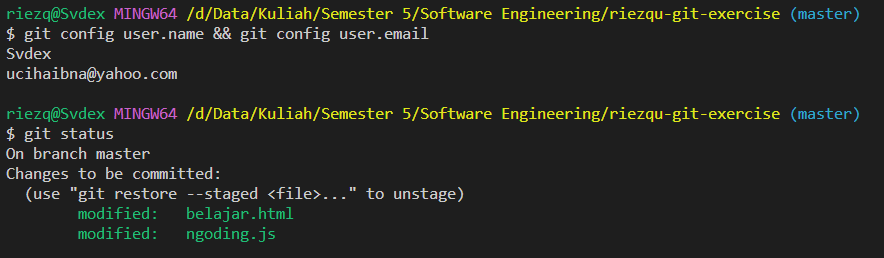 riezq@Svdex MINGW64 /d/Data/Kuliah/Semester 5/Software Engineering/riezqu-git-exercise (master)
$ git config user.name && git config user.email
Svdex
ucihaibna@yahoo.com
riezq@Svdex MINGW64 /d/Data/Kuliah/Semester 5/Software Engineering/riezqu-git-exercise (master)
$ git status
On branch master
Changes to be committed:
  (use "git restore --staged <file>..." to unstage)
        modified:   belajar.html
        modified:   ngoding.js